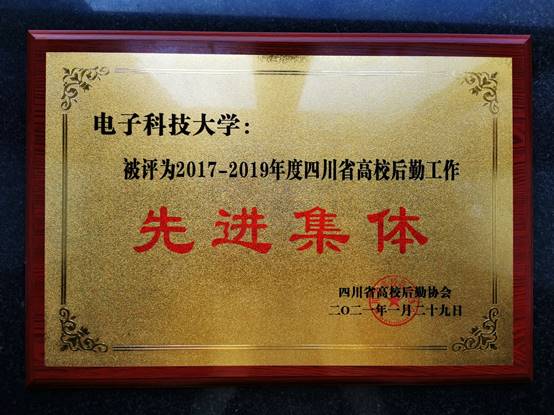 电子科技大学：
被评为2017-2019年度四川省高校后勤工作
先进集体
四川省高校后勤协会
二〇二一年一月二十九日